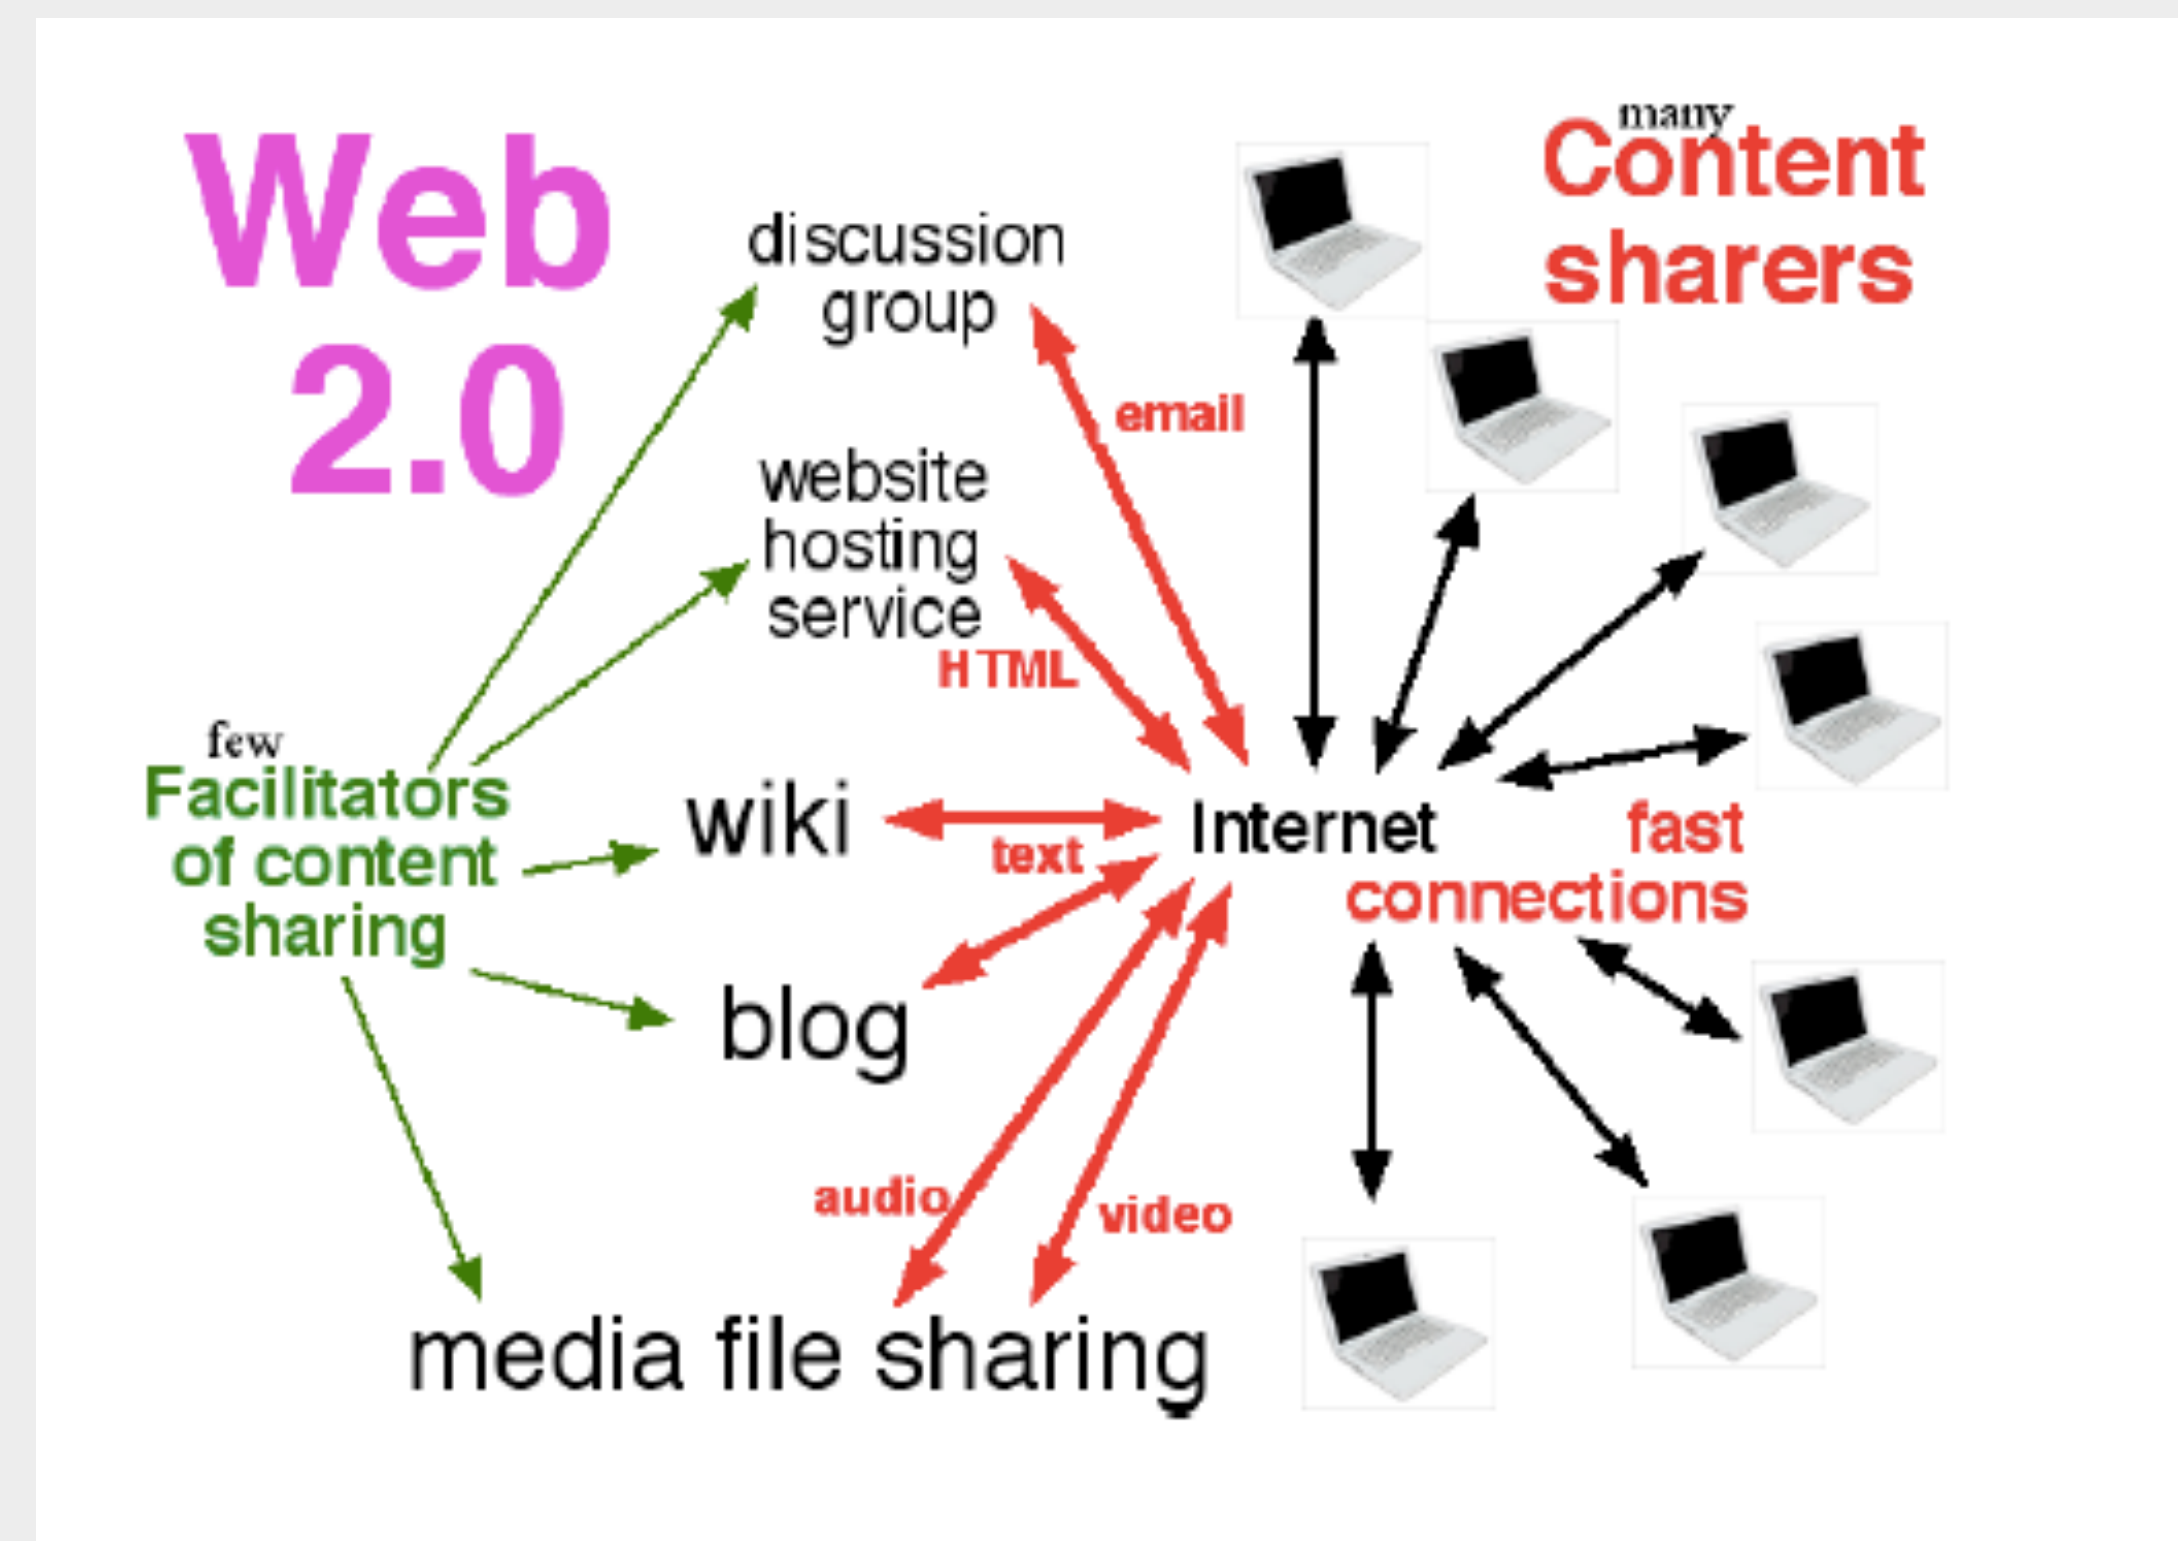 Web
2.0
discussion
group
email
website
hosting
service
HTML
few
Facilitators
of content
sharing
wiki
text
blog
audio
video
media file sharing
many
Content
sharers
Internet
fast
connections